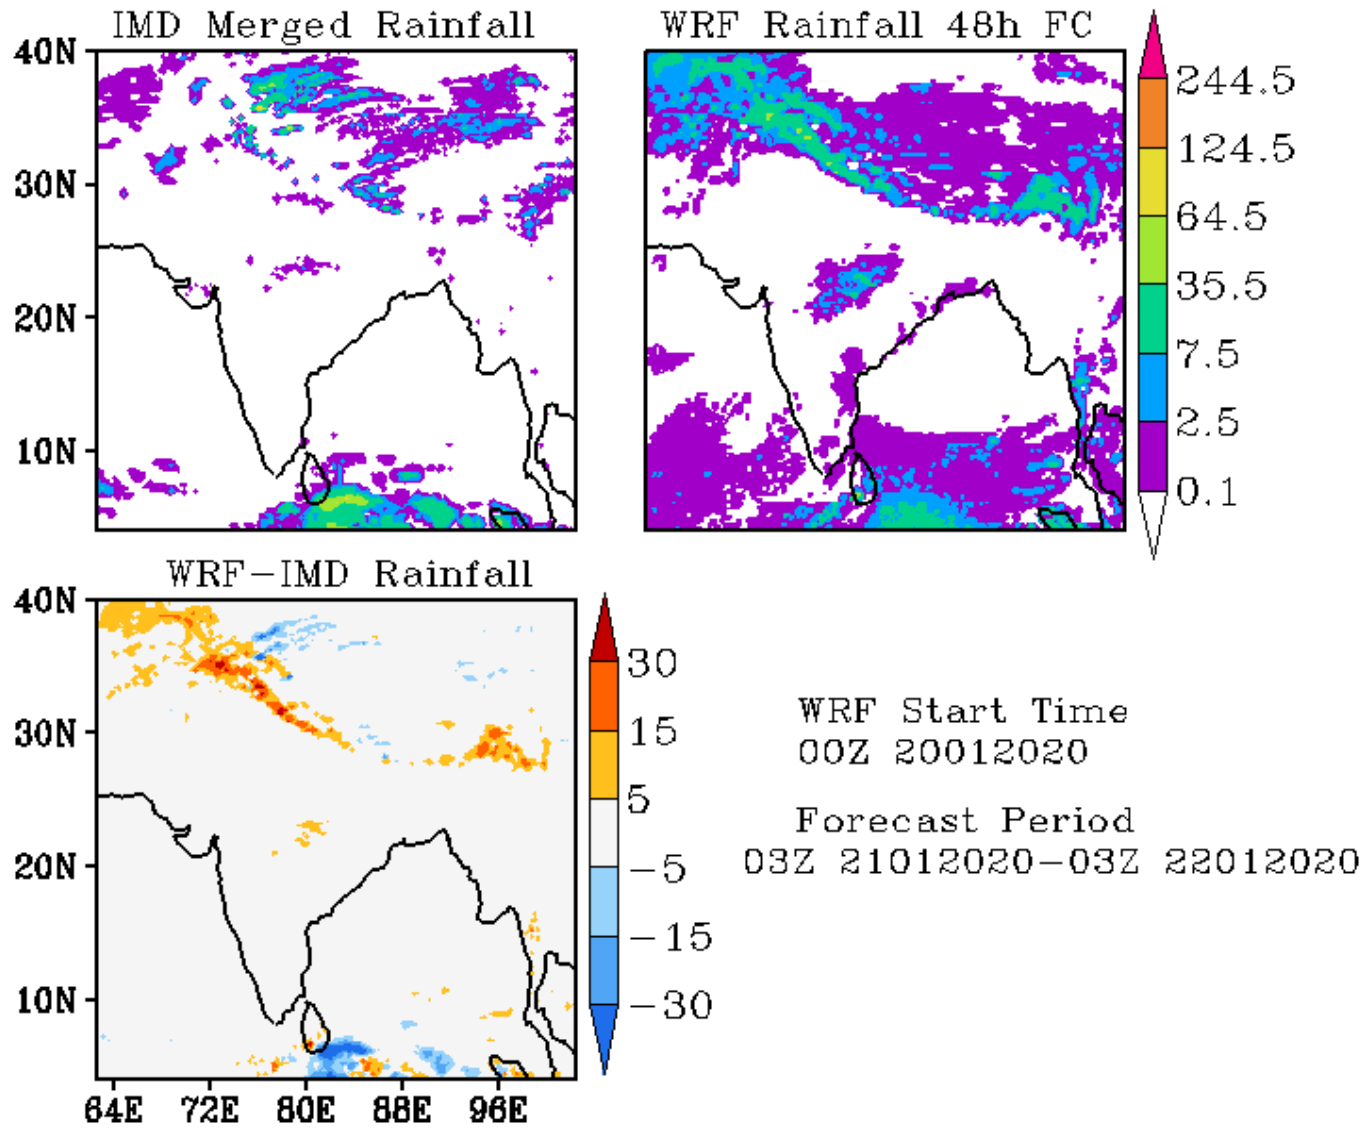 IMD Merged Rainfall
WRF Rainfall 48h FC
40N
30N
20N
10N
244.5
124.5
64.5
35.5
7.5
2.5
0.1
WRF-IMD Rainfall
40N
30N
20N
10N
64E 72E 80E 88E 96E
30
15
5
-5
-15
-30
WRF Start Time
00Z 20012020
Forecast Period
03Z 21012020-03Z 22012020